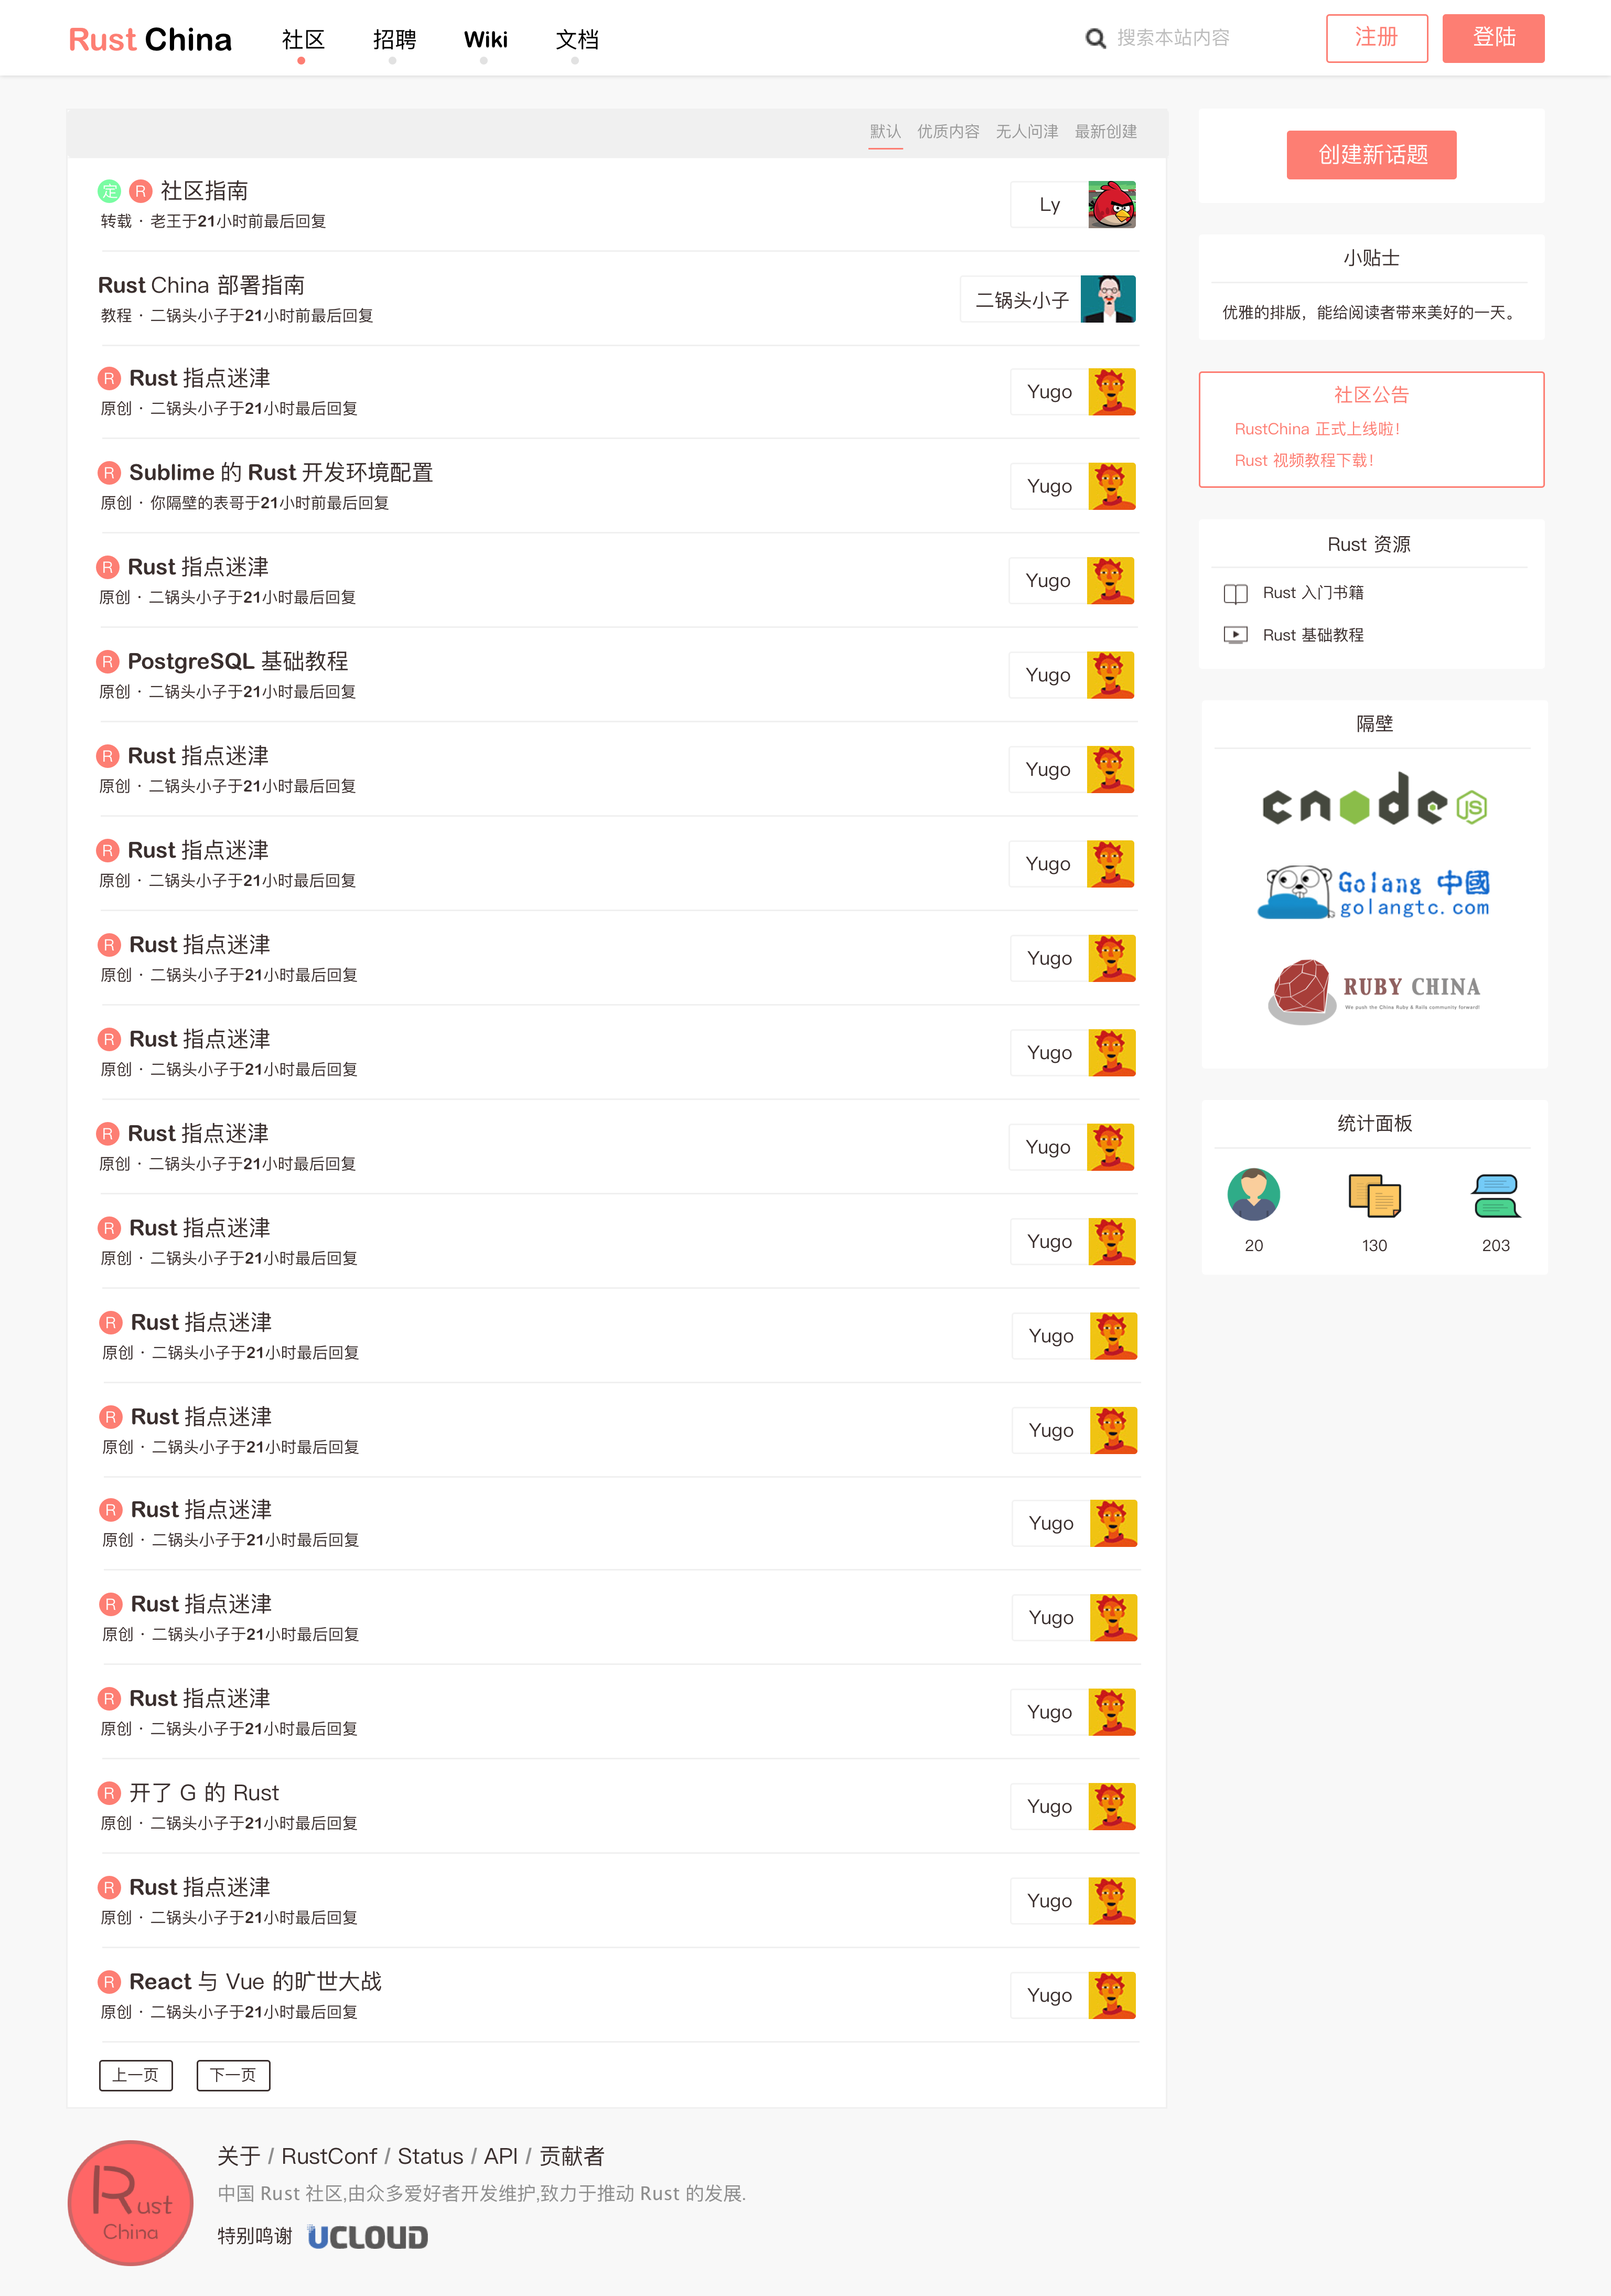 Rust China 社区 招聘 Wiki 文档 搜索本站内容 注册 登陆
默认 优质内容 无人问津 最新创建
定 R 社区指南
转载 · 老王于21小时前最后回复
Ly
Rust China 部署指南
教程 · 二锅头小子于21小时前最后回复
二锅头小子
R Rust 指点迷津
原创 · 二锅头小子于21小时最后回复
Yugo
R Sublime 的 Rust 开发环境配置
原创 · 你隔壁的表哥于21小时前最后回复
Yugo
R Rust 指点迷津
原创 · 二锅头小子于21小时最后回复
Yugo
R PostgreSQL 基础教程
原创 · 二锅头小子于21小时最后回复
Yugo
R Rust 指点迷津
原创 · 二锅头小子于21小时最后回复
Yugo
R Rust 指点迷津
原创 · 二锅头小子于21小时最后回复
Yugo
R Rust 指点迷津
原创 · 二锅头小子于21小时最后回复
Yugo
R Rust 指点迷津
原创 · 二锅头小子于21小时最后回复
Yugo
R Rust 指点迷津
原创 · 二锅头小子于21小时最后回复
Yugo
R Rust 指点迷津
原创 · 二锅头小子于21小时最后回复
Yugo
R Rust 指点迷津
原创 · 二锅头小子于21小时最后回复
Yugo
R Rust 指点迷津
原创 · 二锅头小子于21小时最后回复
Yugo
R Rust 指点迷津
原创 · 二锅头小子于21小时最后回复
Yugo
R Rust 指点迷津
原创 · 二锅头小子于21小时最后回复
Yugo
R Rust 指点迷津
原创 · 二锅头小子于21小时最后回复
Yugo
R 开了 G 的 Rust
原创 · 二锅头小子于21小时最后回复
Yugo
R Rust 指点迷津
原创 · 二锅头小子于21小时最后回复
Yugo
R React 与 Vue 的旷世大战
原创 · 二锅头小子于21小时最后回复
Yugo
上一页 下一页
创建新话题
小贴士
优雅的排版，能给阅读者带来美好的一天。
社区公告
RustChina 正式上线啦！
Rust 视频教程下载！
Rust 资源
Rust 入门书籍
Rust 基础教程
隔壁
cnode JS
Golang 中國
golangtc.com
RUBY CHINA
We push the China Ruby & Rails community forward!
统计面板
20 130 203
Rust
China
关于 / RustConf / Status / API / 贡献者
中国 Rust 社区,由众多爱好者开发维护,致力于推动 Rust 的发展.
特别鸣谢 UCLOUD